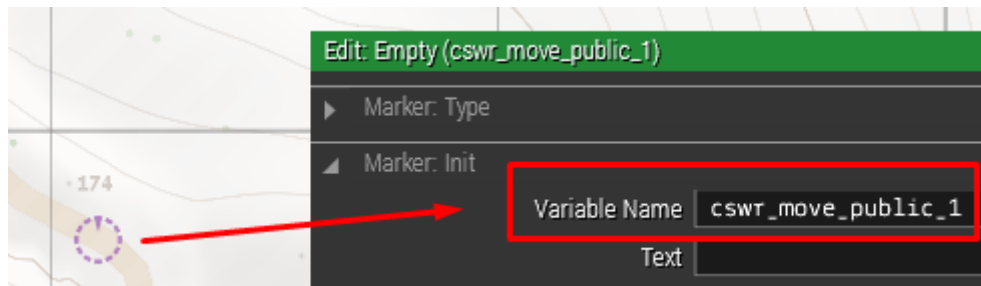 Edit: Empty (cswr_move_public_1)
Marker: Type
Marker: Init
174
Variable Name cswr_move_public_1
Text